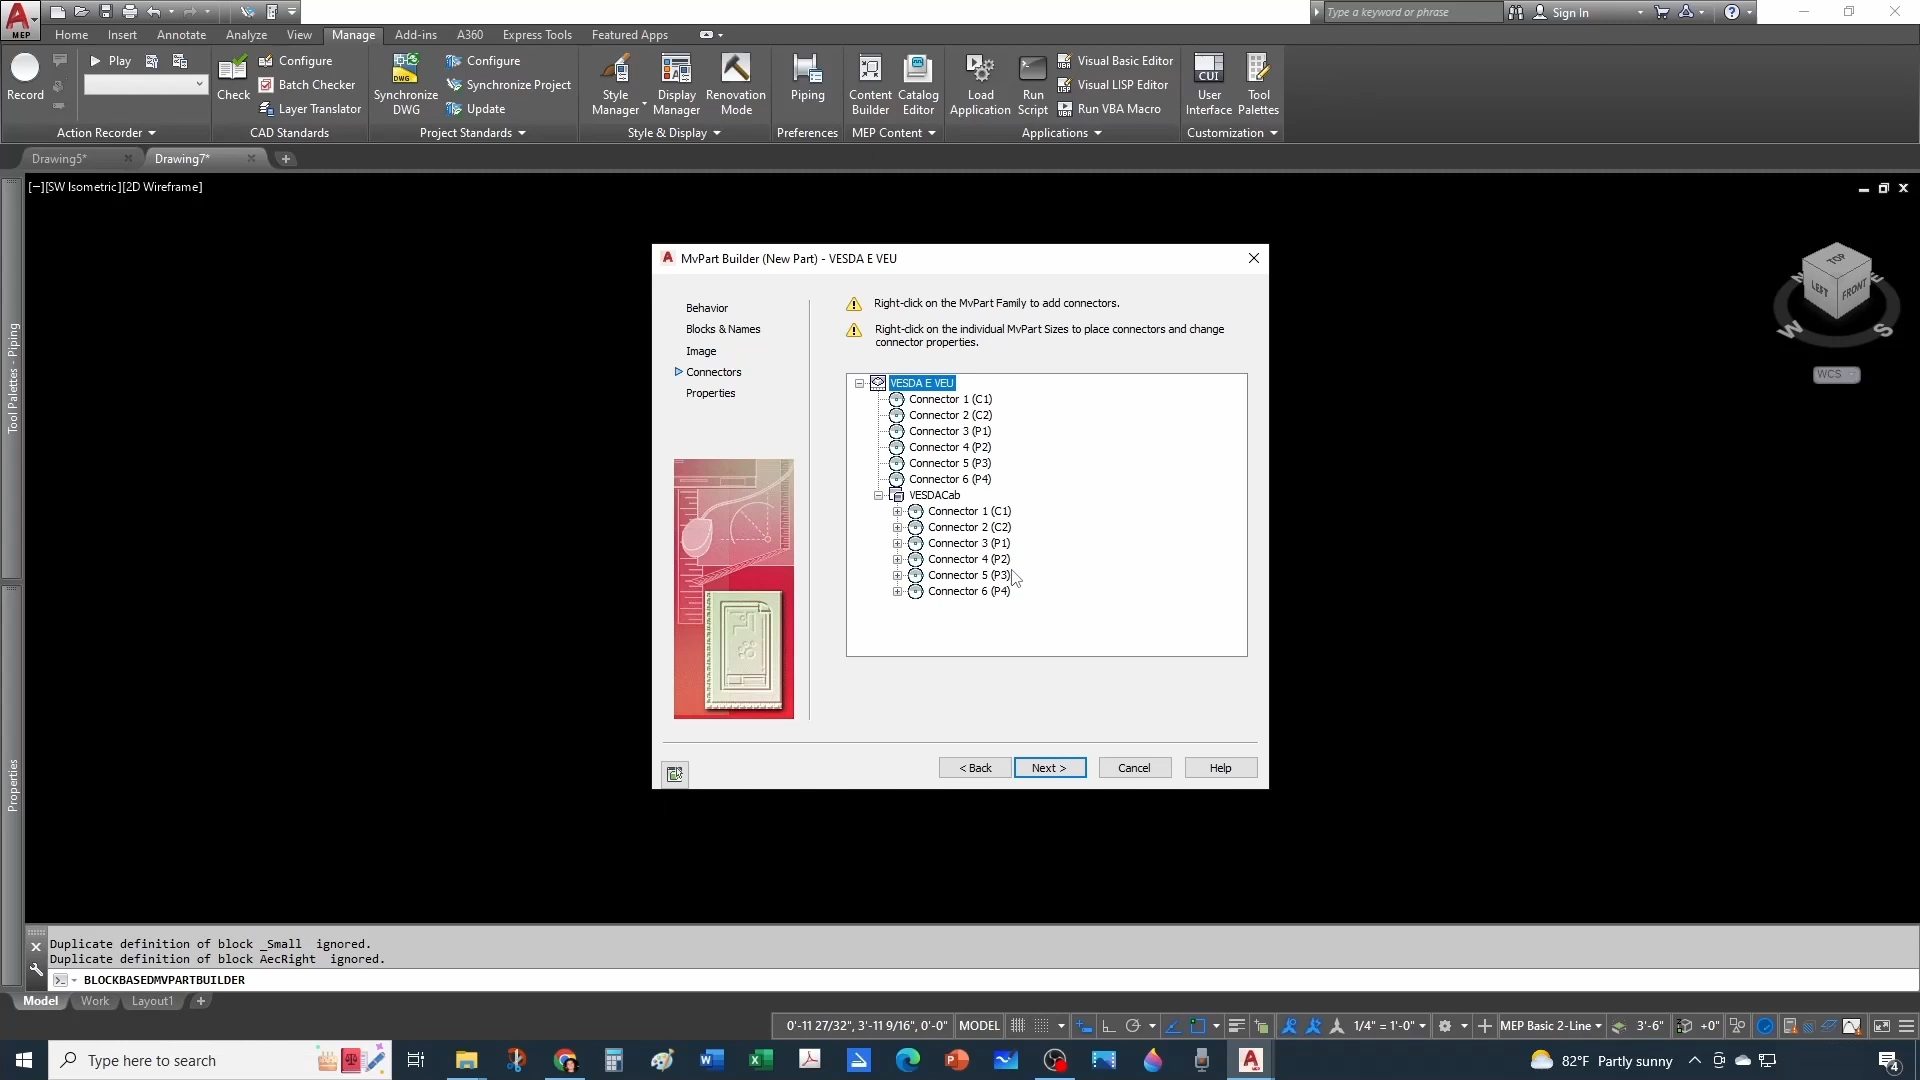 MEP
Type a keyword or phrase
Sign In
Home
Insert
Annotate
Analyze
View
Manage
Add-ins
A360
Express Tools
Featured Apps
Record
Play
Action Recorder
Check
Configure
Batch Checker
Layer Translator
CAD Standards
DWG
Synchronize
DWG
Configure
Synchronize Project
Update
Project Standards
Style
Manager
Display
Manager
Renovation
Mode
Style & Display
Piping
Preferences
Content
Builder
Catalog
Editor
MEP Content
Load
Application
Run
Script
Visual Basic Editor
Visual LISP Editor
Run VBA Macro
Applications
CUI
User
Interface
Tool
Palettes
Customization
Drawing5*
Drawing7*
[−][SW Isometric][2D Wireframe]
Tool Palettes - Piping
Properties
TOP
LEFT
FRONT
N
E
W
S
WCS
MvPart Builder (New Part) - VESDA E VEU
Behavior
Blocks & Names
Image
Connectors
Properties
Right-click on the MvPart Family to add connectors.
Right-click on the individual MvPart Sizes to place connectors and change
connector properties.
VESDA E VEU
Connector 1 (C1)
Connector 2 (C2)
Connector 3 (P1)
Connector 4 (P2)
Connector 5 (P3)
Connector 6 (P4)
VESDACab
Connector 1 (C1)
Connector 2 (C2)
Connector 3 (P1)
Connector 4 (P2)
Connector 5 (P3)
Connector 6 (P4)
< Back
Next >
Cancel
Help
Duplicate definition of block _Small  ignored.
Duplicate definition of block AecRight  ignored.
BLOCKBASEDMVPARTBUILDER
Model
Work
Layout1
0'-11 27/32", 3'-11 9/16", 0'-0"
MODEL
1/4" = 1'-0"
MEP Basic 2-Line
3'-6"
+0"
Type here to search
82°F Partly sunny
4